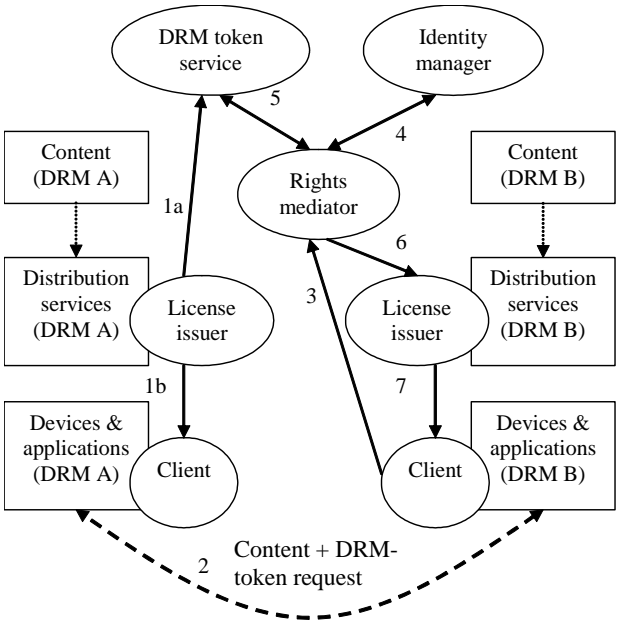 DRM token
service
Identity
manager
5
4
Content
(DRM A)
Content
(DRM B)
Rights
mediator
1a
6
Distribution
services
(DRM A)
License
issuer
3
License
issuer
Distribution
services
(DRM B)
1b
7
Devices &
applications
(DRM A)
Client
Client
Devices &
applications
(DRM B)
2
Content + DRM-
token request